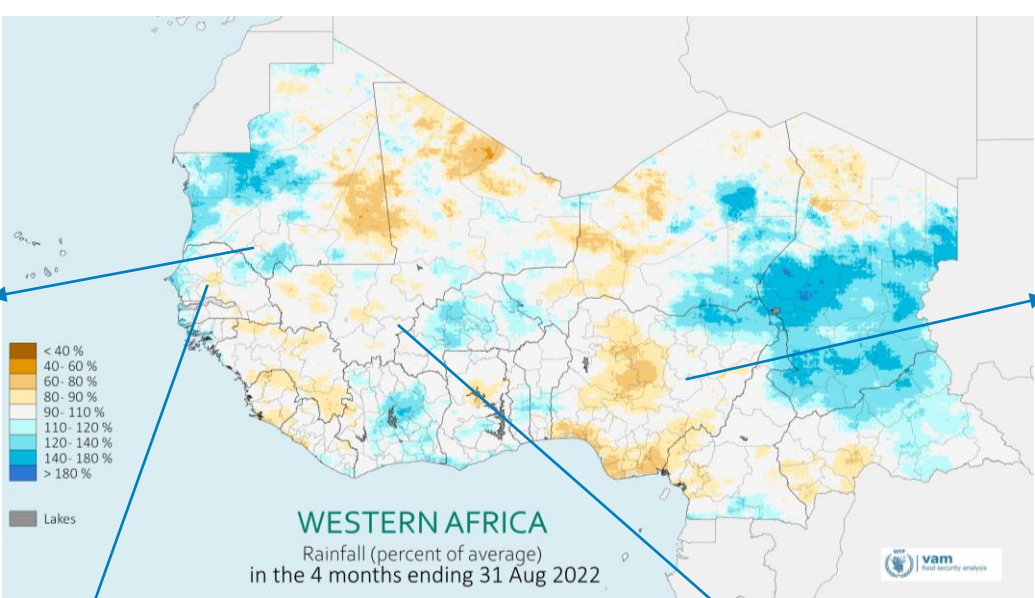 < 40 %
40- 60 %
60- 80 %
80- 90 %
90- 110 %
110- 120 %
120- 140 %
140- 180 %
> 180 %
Lakes
WESTERN AFRICA
Rainfall (percent of average)
in the 4 months ending 31 Aug 2022
WFP
vam
food security analysis